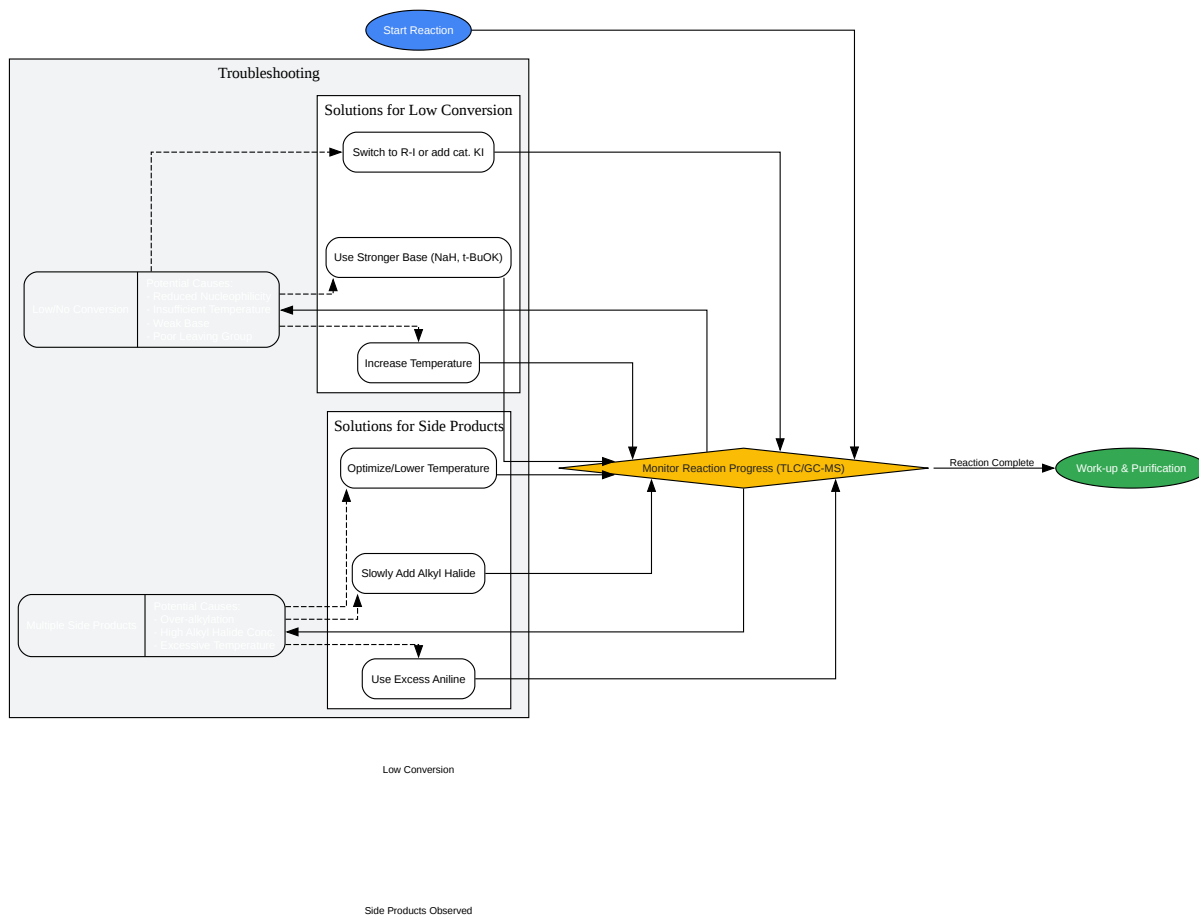 Start Reaction
Troubleshooting
Solutions for Low Conversion
Switch to R-I or add cat. KI
Use Stronger Base (NaH, t-BuOK)
Low/No Conversion
Potential Causes:
- Reduced Nucleophilicity
- Insufficient Temperature
- Weak Base
- Poor Leaving Group
Increase Temperature
Solutions for Side Products
Optimize/Lower Temperature
Monitor Reaction Progress (TLC/GC-MS)
Reaction Complete
Work-up & Purification
Slowly Add Alkyl Halide
Multiple Side Products
Potential Causes:
- Over-alkylation
- High Alkyl Halide Conc.
- Excessive Temperature
Use Excess Aniline
Low Conversion
Side Products Observed